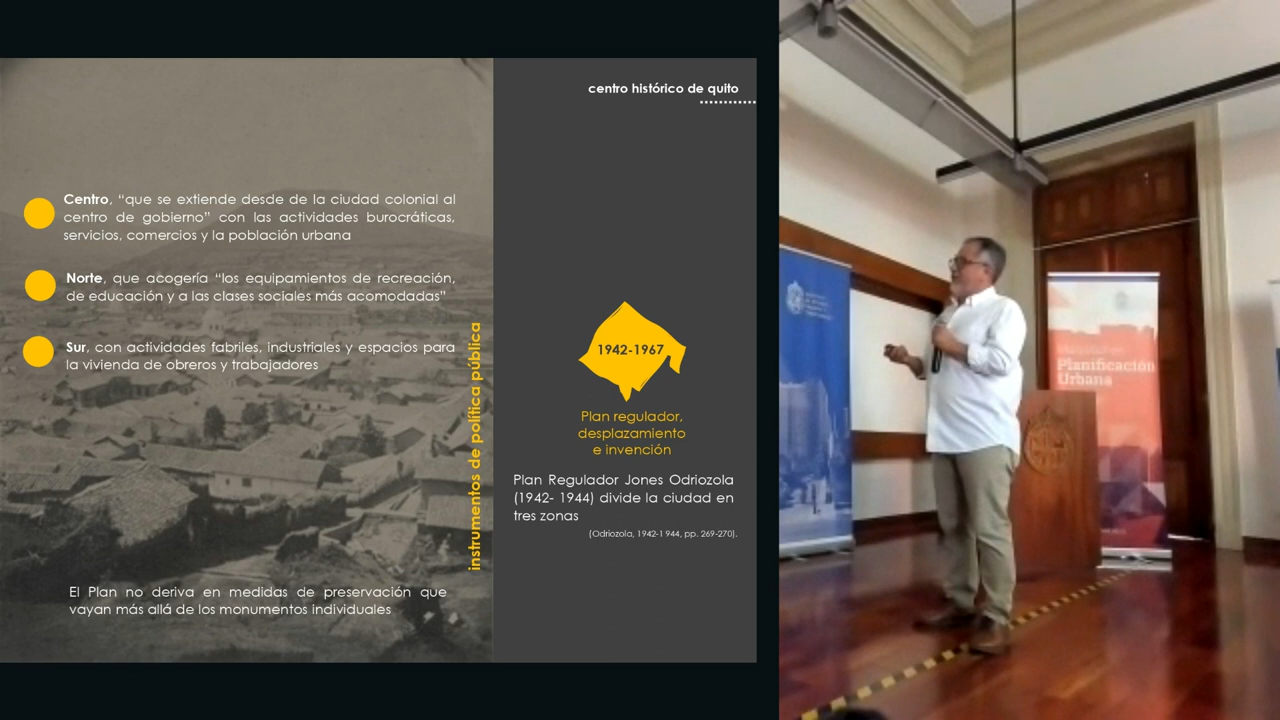 centro histórico de quito
Centro, “que se extiende desde de la ciudad colonial al
centro de gobierno” con las actividades burocráticas,
servicios, comercios y la población urbana
Norte, que acogería “los equipamientos de recreación,
de educación y a las clases sociales más acomodadas”
Sur, con actividades fabriles, industriales y espacios para
la vivienda de obreros y trabajadores
El Plan no deriva en medidas de preservación que
vayan más allá de los monumentos individuales
instrumentos de política pública
1942-1967
Plan regulador,
desplazamiento
e invención
Plan Regulador Jones Odriozola
(1942- 1944) divide la ciudad en
tres zonas
(Odriozola, 1942-1 944, pp. 269-270).
Planificación
Urbana